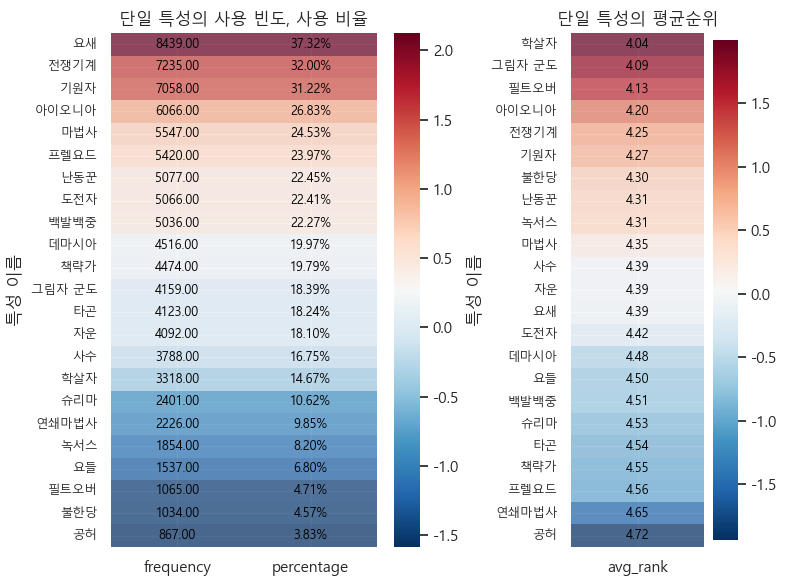 단일 특성의 사용 빈도, 사용 비율
특성 이름
요새 8439.00 37.32%
전쟁기계 7235.00 32.00%
기원자 7058.00 31.22%
아이오니아 6066.00 26.83%
마법사 5547.00 24.53%
프렐요드 5420.00 23.97%
난동꾼 5077.00 22.45%
도전자 5066.00 22.41%
백발백중 5036.00 22.27%
데마시아 4516.00 19.97%
책략가 4474.00 19.79%
그림자 군도 4159.00 18.39%
타곤 4123.00 18.24%
자운 4092.00 18.10%
사수 3788.00 16.75%
학살자 3318.00 14.67%
슈리마 2401.00 10.62%
연쇄마법사 2226.00 9.85%
녹서스 1854.00 8.20%
요들 1537.00 6.80%
필트오버 1065.00 4.71%
불한당 1034.00 4.57%
공허 867.00 3.83%
frequency percentage
2.0
1.5
1.0
0.5
0.0
-0.5
-1.0
-1.5
단일 특성의 평균순위
특성 이름
학살자 4.04
그림자 군도 4.09
필트오버 4.13
아이오니아 4.20
전쟁기계 4.25
기원자 4.27
불한당 4.30
난동꾼 4.31
녹서스 4.31
마법사 4.35
사수 4.39
자운 4.39
요새 4.39
도전자 4.42
데마시아 4.48
요들 4.50
백발백중 4.51
슈리마 4.53
타곤 4.54
책략가 4.55
프렐요드 4.56
연쇄마법사 4.65
공허 4.72
avg_rank
1.5
1.0
0.5
0.0
-0.5
-1.0
-1.5